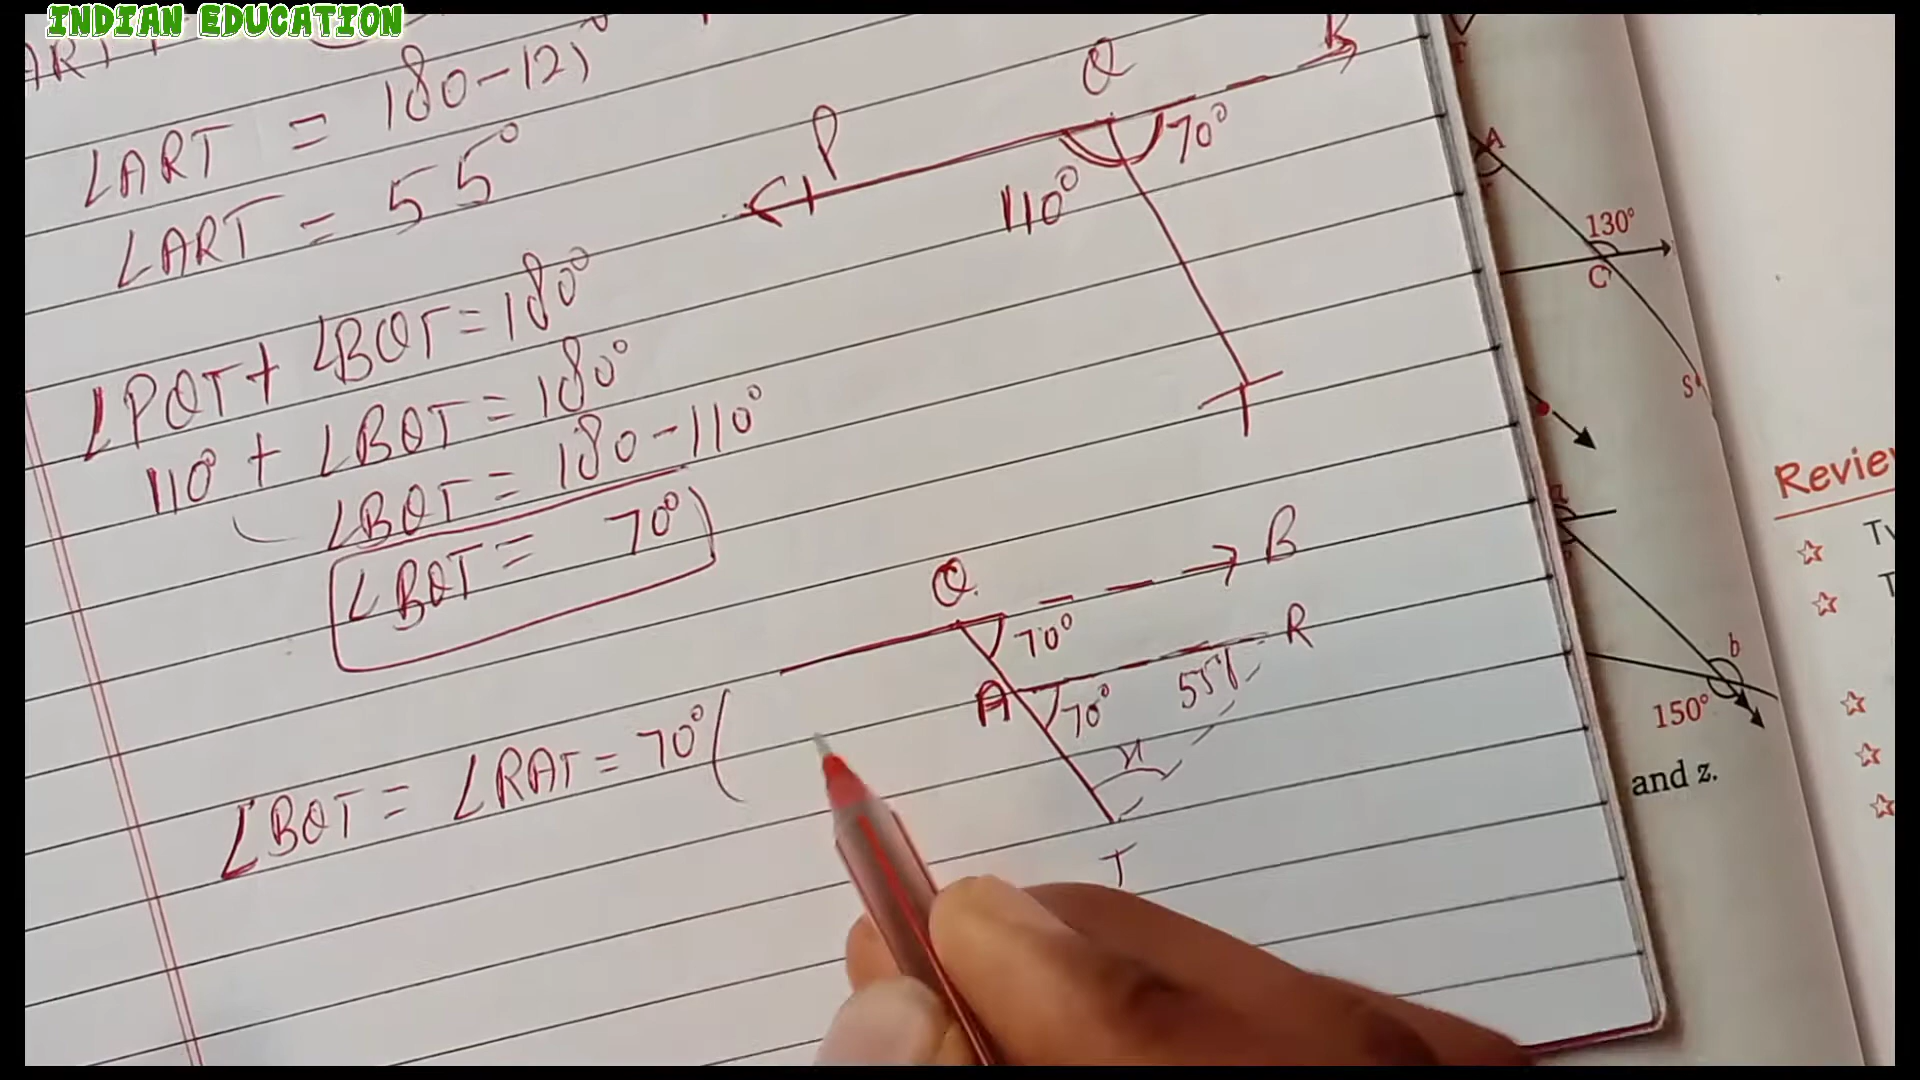 INDIAN EDUCATION
∠ART = 180-125°
∠ART = 55°
∠PQT + ∠BQT = 180°
110° + ∠BQT = 180°
∠BQT = 180-110°
∠BQT = 70°
∠BQT = ∠RAT = 70° (
P
Q
B
70°
110°
T
Q
B
70°
R
A
70°
55°
x
T
A
130°
C
S
b
150°
and z.